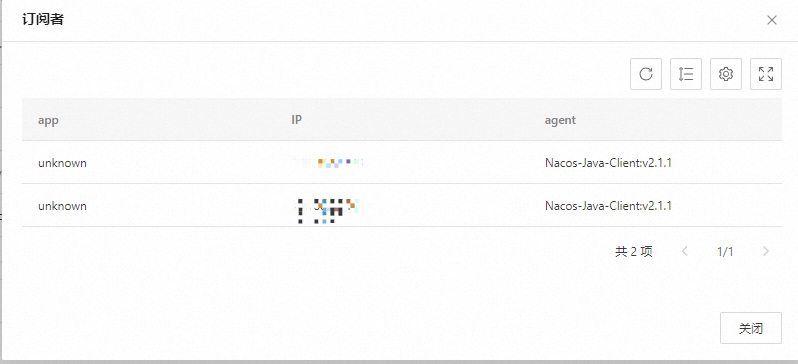 订阅者
app IP agent
unknown Nacos-Java-Client:v2.1.1
unknown Nacos-Java-Client:v2.1.1
共 2 项 1/1
关闭